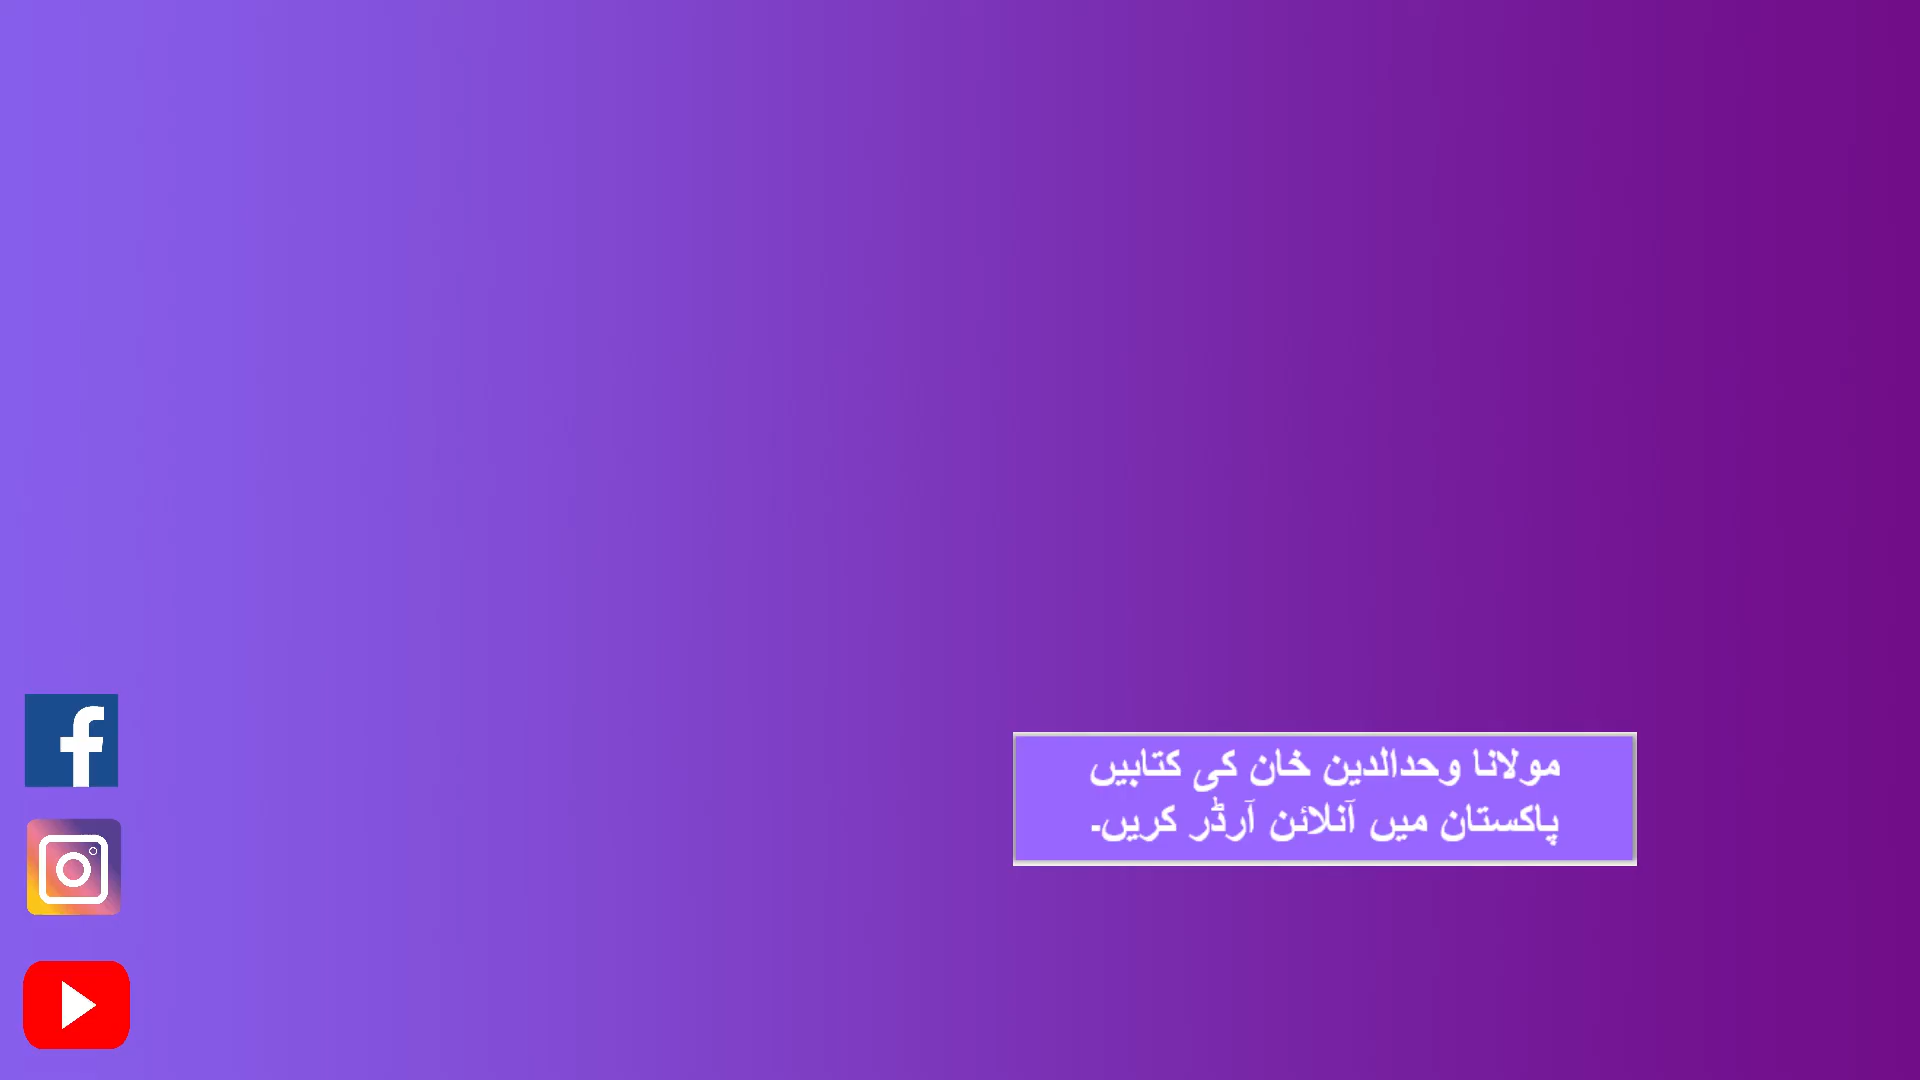 مولانا وحدالدین خان کی کتابیں
پاکستان میں آنلائن آرڈر کریں۔